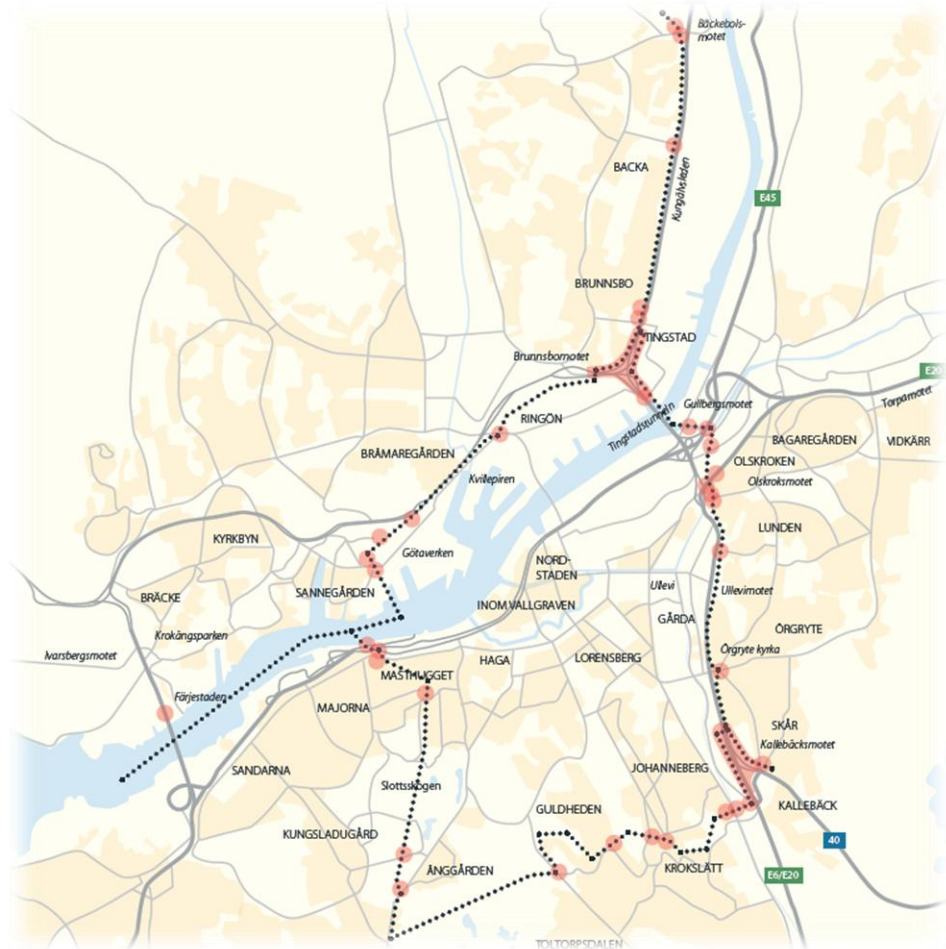 Bäckebols-
motet
BACKA
Kungälvsleden
E45
BRUNNSBO
TINGSTAD
Brunnsbomotet
E20
Torpamotet
Gullbergsmotet
Tingstadstunneln
RINGÖN
BAGAREGÅRDEN
VIDKÄRR
BRÄMAREGÅRDEN
OLSKROKEN
Kvillepiren
Olskroksmotet
LUNDEN
KYRKBYN
Götaverken
NORD-
STADEN
Ullevi
Ullevimotet
SANNEGÅRDEN
BRÄCKE
INOM VALLGRAVEN
GÅRDA
ÖRGRYTE
Krokängsparken
Ivarsbergsmotet
Örgryte kyrka
HAGA
LORENSBERG
MASTHUGGET
Färjestaden
MAJORNA
SKÅR
Kallebäcksmotet
SANDARNA
JOHANNEBERG
Slottsskogen
GULDHEDEN
KALLEBÄCK
KUNGSLADUGÅRD
40
ÄNGGÅRDEN
KROKSLÄTT
E6/E20
TOLTORPSDALEN